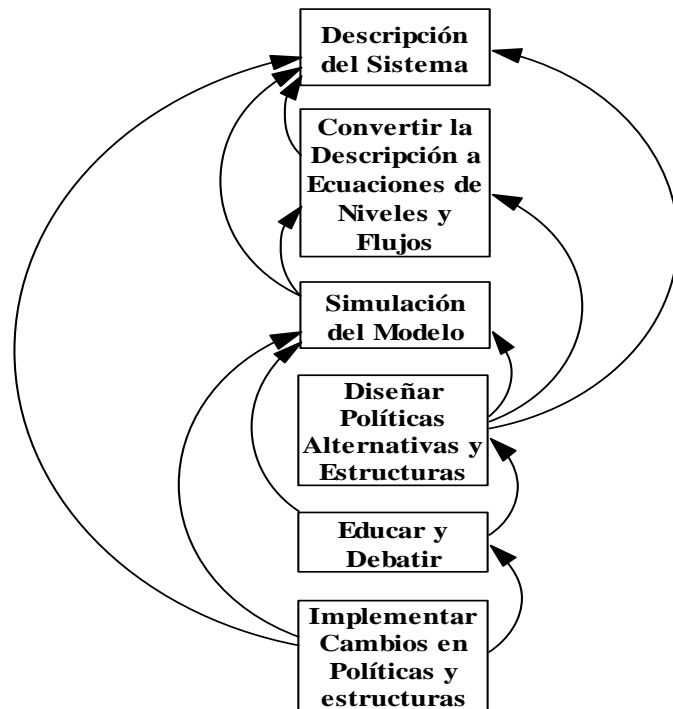 Descripción
del Sistema
Convertir la
Descripción a
Ecuaciones de
Niveles y
Flujos
Simulación
del Modelo
Diseñar
Políticas
Alternativas y
Estructuras
Educar y
Debatir
Implementar
Cambios en
Políticas y
estructuras